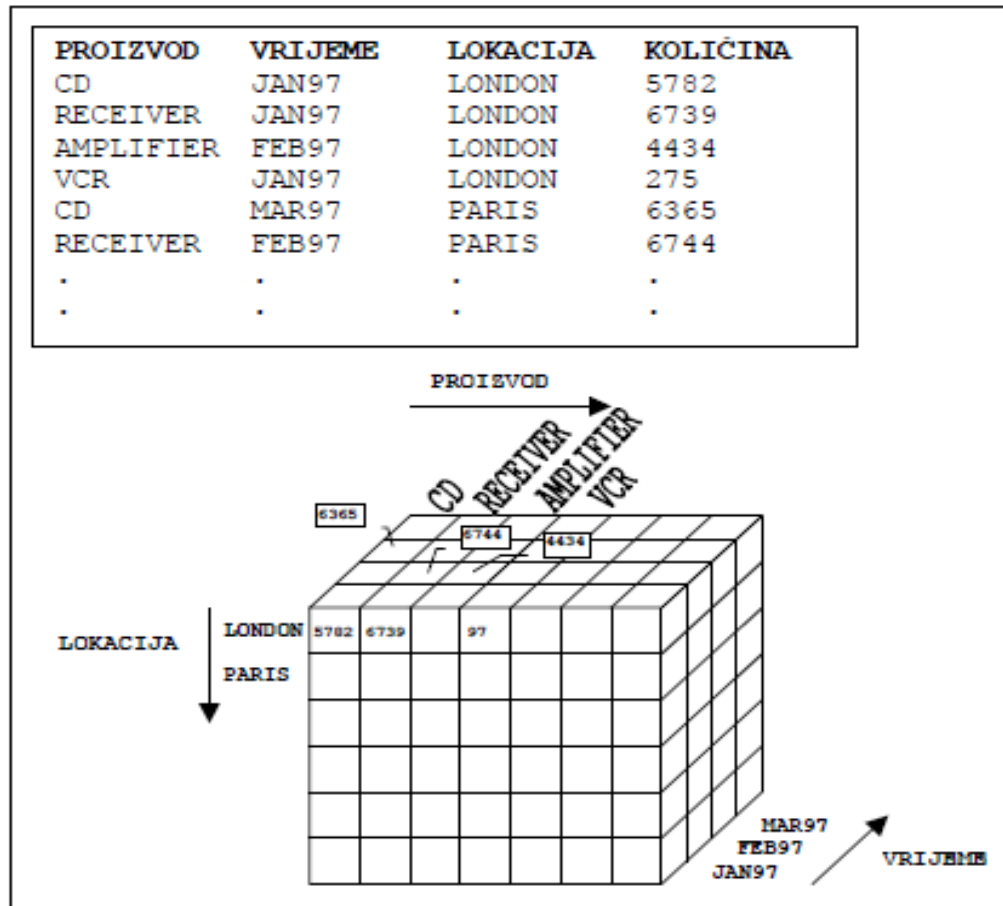 PROIZVOD VRIJEME LOKACIJA KOLIČINA
CD JAN97 LONDON 5782
RECEIVER JAN97 LONDON 6739
AMPLIFIER FEB97 LONDON 4434
VCR JAN97 LONDON 275
CD MAR97 PARIS 6365
RECEIVER FEB97 PARIS 6744
. . . .
. . . .
PROIZVOD
CD RECEIVER AMPLIFIER VCR
6365 6744 4434
LOKACIJA LONDON 5782 6739 97
PARIS
MAR97
FEB97
JAN97
VRIJEME